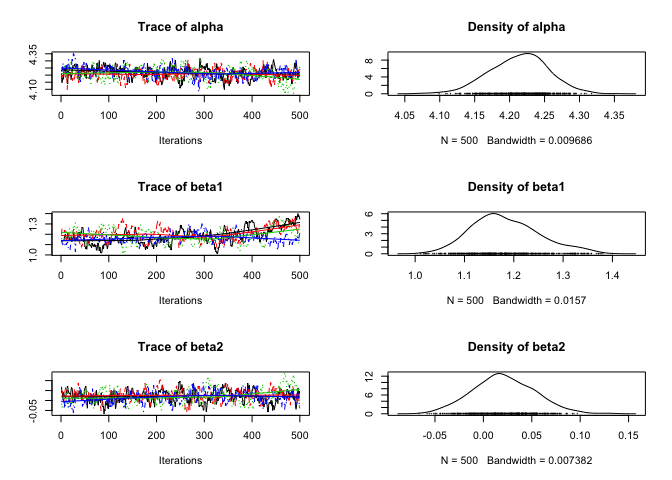 Trace of alpha
4.10 4.35
0 100 200 300 400 500
Iterations
Density of alpha
0 4 8
4.05 4.10 4.15 4.20 4.25 4.30 4.35
N = 500 Bandwidth = 0.009686
Trace of beta1
1.0 1.3
0 100 200 300 400 500
Iterations
Density of beta1
0 3 6
1.0 1.1 1.2 1.3 1.4
N = 500 Bandwidth = 0.0157
Trace of beta2
-0.05
0 100 200 300 400 500
Iterations
Density of beta2
0 4 8 12
-0.05 0.00 0.05 0.10 0.15
N = 500 Bandwidth = 0.007382